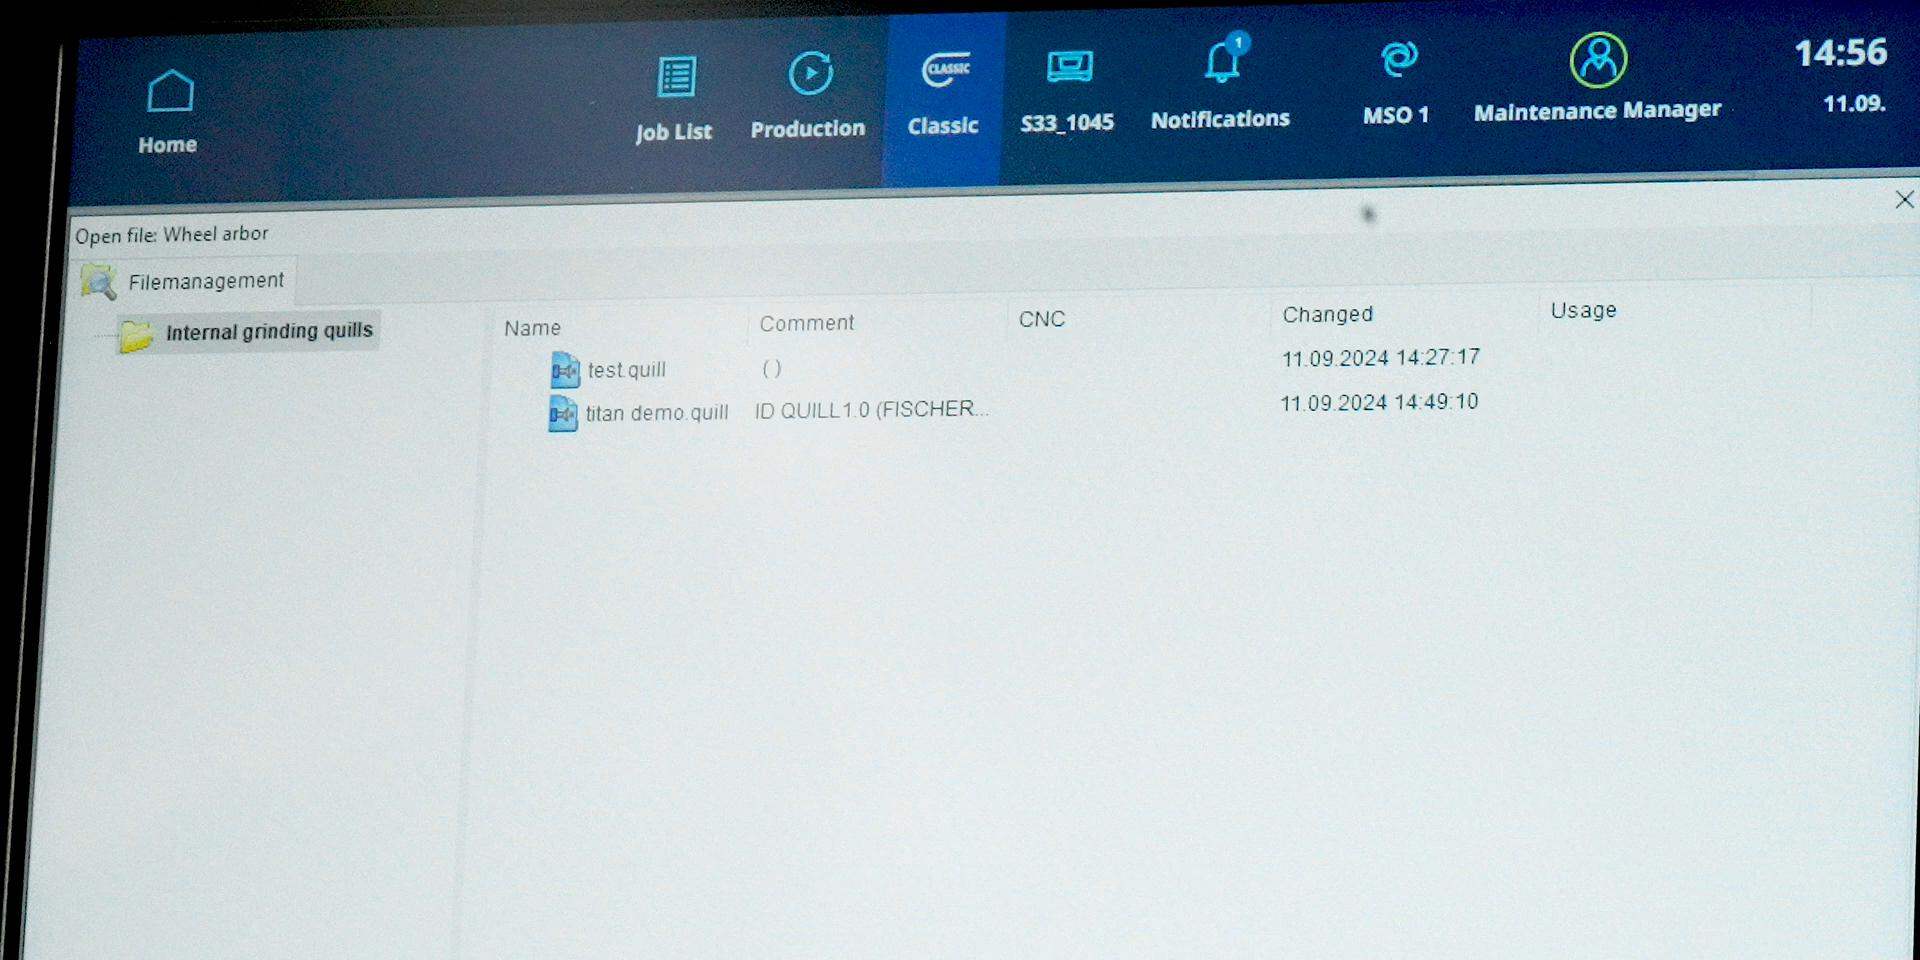 Home
Job List
Production
CLASSIC
Classic
S33_1045
1
Notifications
MSO 1
Maintenance Manager
14:56
11.09.
Open file: Wheel arbor
Filemanagement
Internal grinding quills
Name Comment CNC Changed Usage
test.quill () 11.09.2024 14:27:17
titan demo.quill ID QUILL1.0 (FISCHER... 11.09.2024 14:49:10